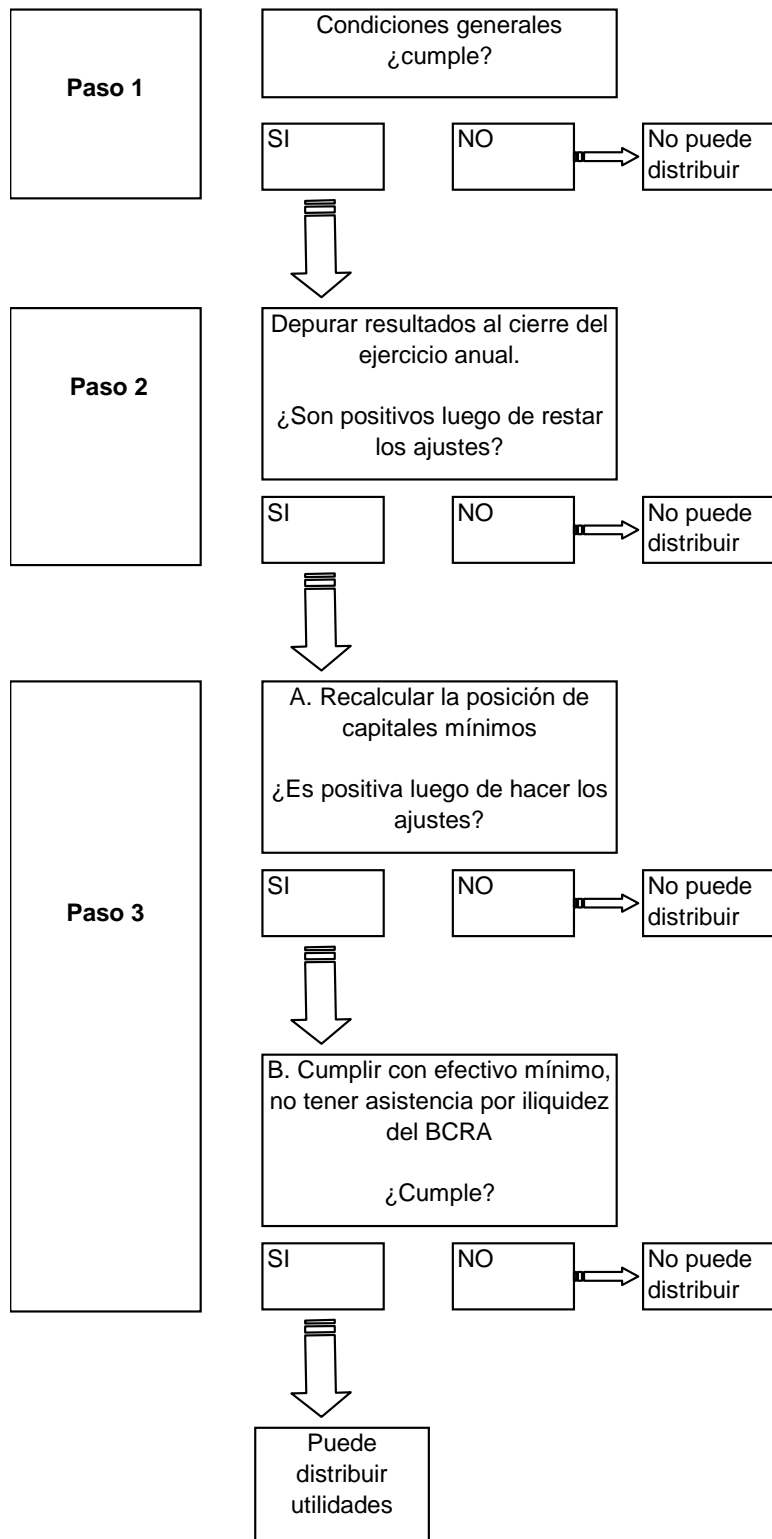 Paso 1
Condiciones generales
¿cumple?
SI
NO
No puede
distribuir
Paso 2
Depurar resultados al cierre del
ejercicio anual.
¿Son positivos luego de restar
los ajustes?
SI
NO
No puede
distribuir
Paso 3
A. Recalcular la posición de
capitales mínimos
¿Es positiva luego de hacer los
ajustes?
SI
NO
No puede
distribuir
B. Cumplir con efectivo mínimo,
no tener asistencia por iliquidez
del BCRA
¿Cumple?
SI
NO
No puede
distribuir
Puede
distribuir
utilidades